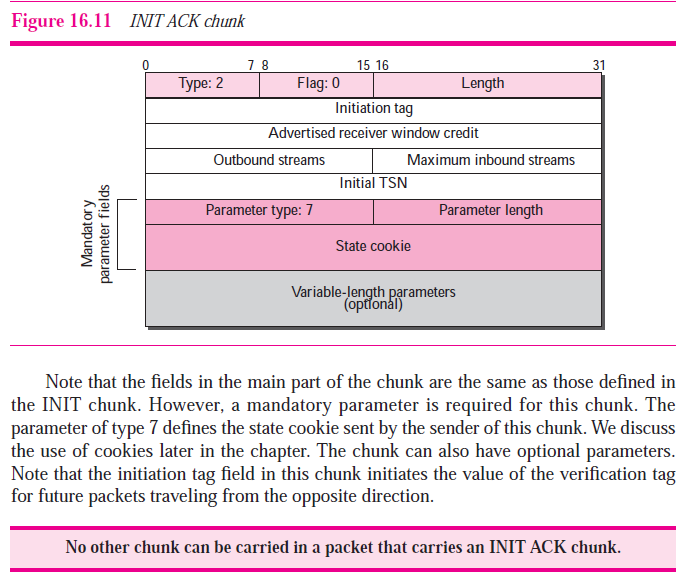 Figure 16.11 INIT ACK chunk
0 7 8 15 16 31
Type: 2 Flag: 0 Length
Initiation tag
Advertised receiver window credit
Outbound streams Maximum inbound streams
Initial TSN
Mandatory
parameter fields
Parameter type: 7 Parameter length
State cookie
Variable-length parameters
(optional)
Note that the fields in the main part of the chunk are the same as those defined in
the INIT chunk. However, a mandatory parameter is required for this chunk. The
parameter of type 7 defines the state cookie sent by the sender of this chunk. We discuss
the use of cookies later in the chapter. The chunk can also have optional parameters.
Note that the initiation tag field in this chunk initiates the value of the verification tag
for future packets traveling from the opposite direction.
No other chunk can be carried in a packet that carries an INIT ACK chunk.